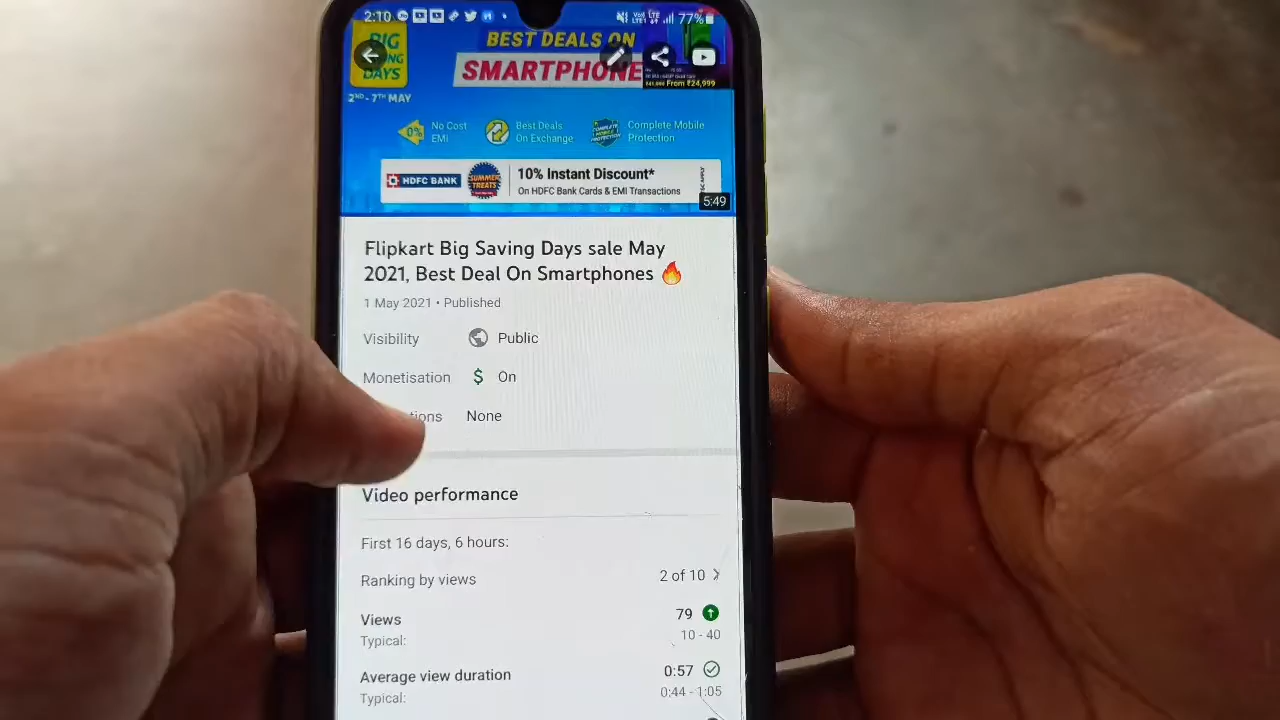 2:10
77%
BIG
DAYS
2ND - 7TH MAY
BEST DEALS ON
SMARTPHONE
From ₹24,999
0%
No Cost
EMI
Best Deals
On Exchange
Complete Mobile
Protection
HDFC BANK
SUMMER
TREATS
10% Instant Discount*
On HDFC Bank Cards & EMI Transactions
5:49
Flipkart Big Saving Days sale May
2021, Best Deal On Smartphones 🔥
1 May 2021 • Published
Visibility Public
Monetisation $ On
None
Video performance
First 16 days, 6 hours:
Ranking by views 2 of 10 >
Views 79
Typical: 10 - 40
Average view duration 0:57
Typical: 0:44 - 1:05